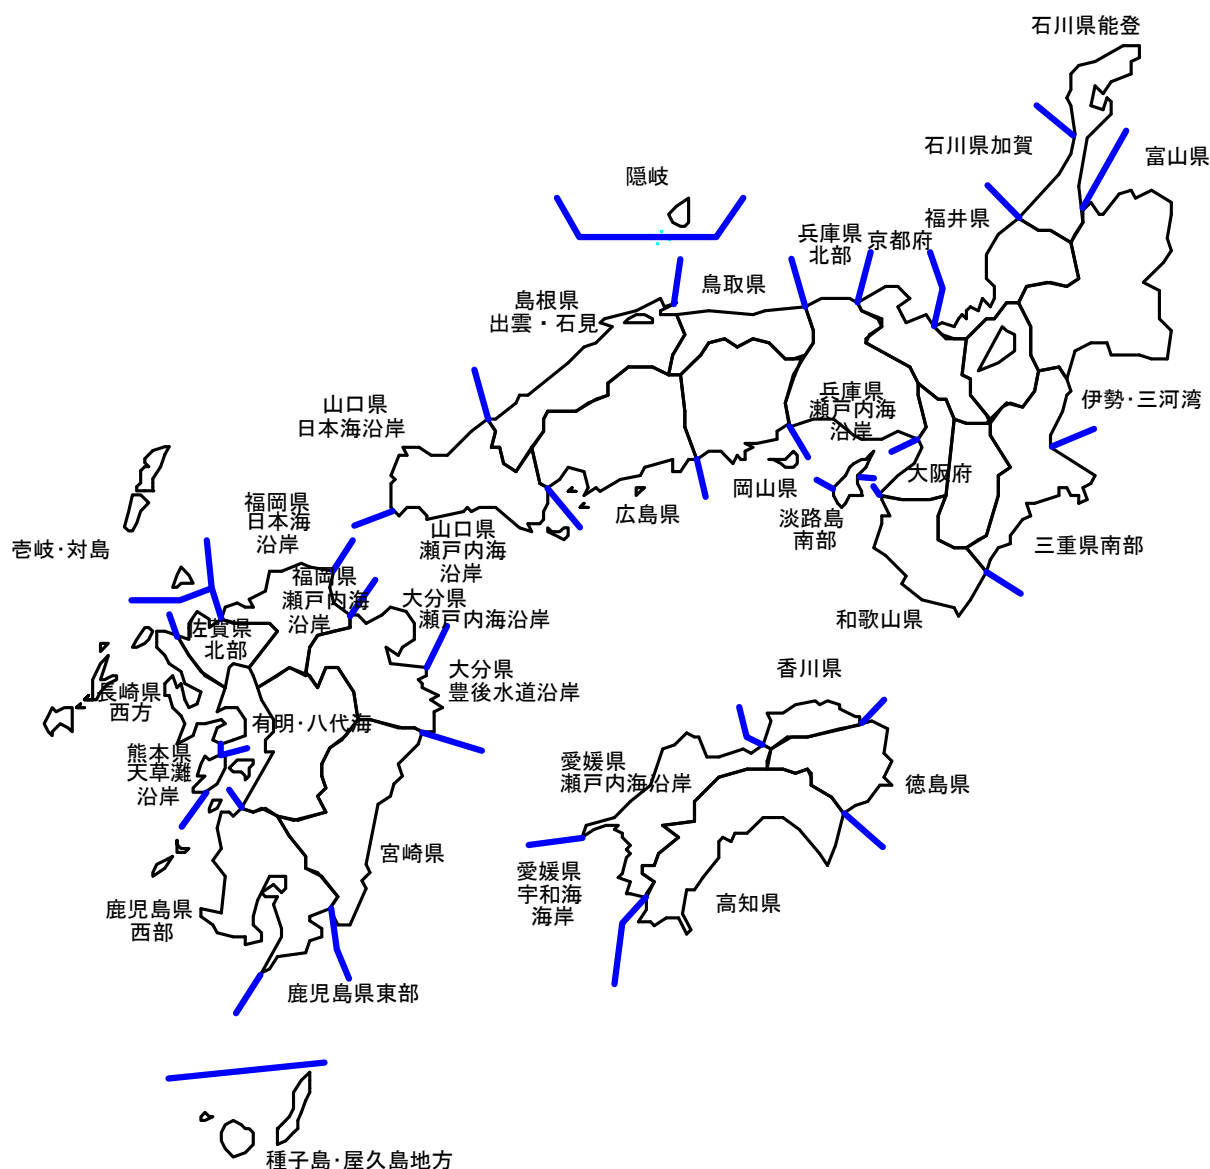 石川県能登
石川県加賀
富山県
隠岐
福井県
兵庫県
北部
京都府
鳥取県
島根県
出雲・石見
山口県
日本海沿岸
兵庫県
瀬戸内海
沿岸
伊勢・三河湾
大阪府
岡山県
広島県
淡路島
南部
福岡県
日本海
沿岸
山口県
瀬戸内海
沿岸
壱岐・対島
三重県南部
福岡県
瀬戸内海
沿岸
大分県
瀬戸内海沿岸
和歌山県
佐賀県
北部
大分県
豊後水道沿岸
香川県
長崎県
西方
有明・八代海
熊本県
天草灘
沿岸
愛媛県
瀬戸内海沿岸
徳島県
宮崎県
愛媛県
宇和海
海岸
高知県
鹿児島県
西部
鹿児島県東部
種子島・屋久島地方